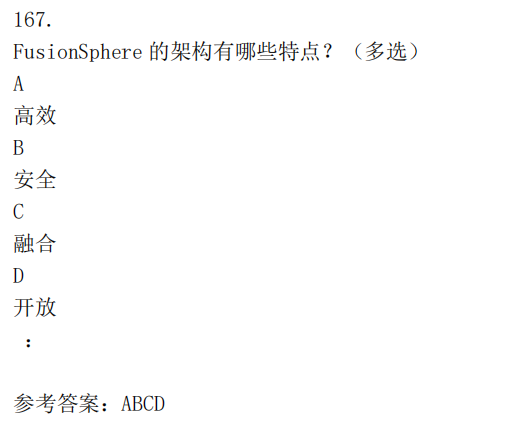 167.
FusionSphere 的架构有哪些特点？（多选）
A
高效
B
安全
C
融合
D
开放
：
参考答案：ABCD